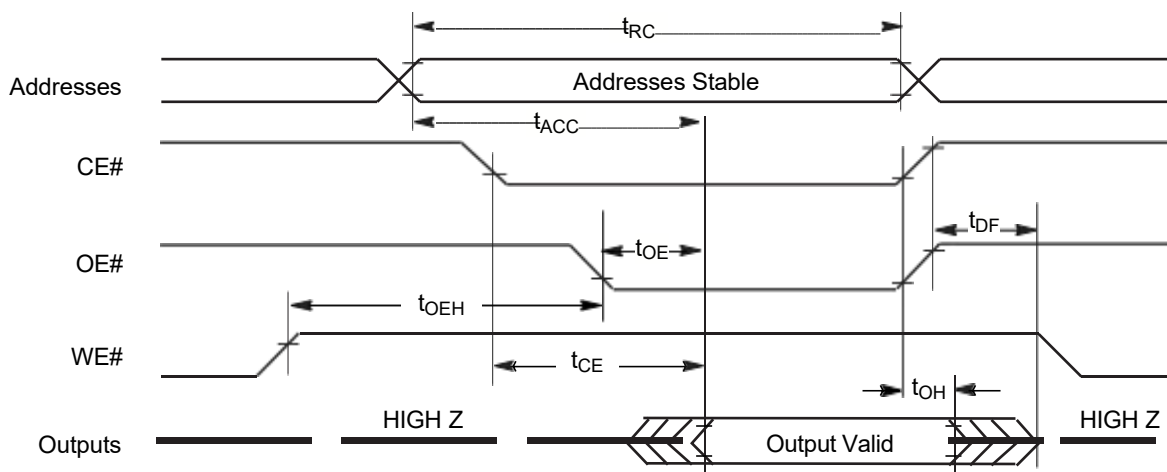 tRC
Addresses
Addresses Stable
tACC
CE#
tDF
OE#
tOE
tOEH
WE#
tCE
tOH
HIGH Z
HIGH Z
Outputs
Output Valid